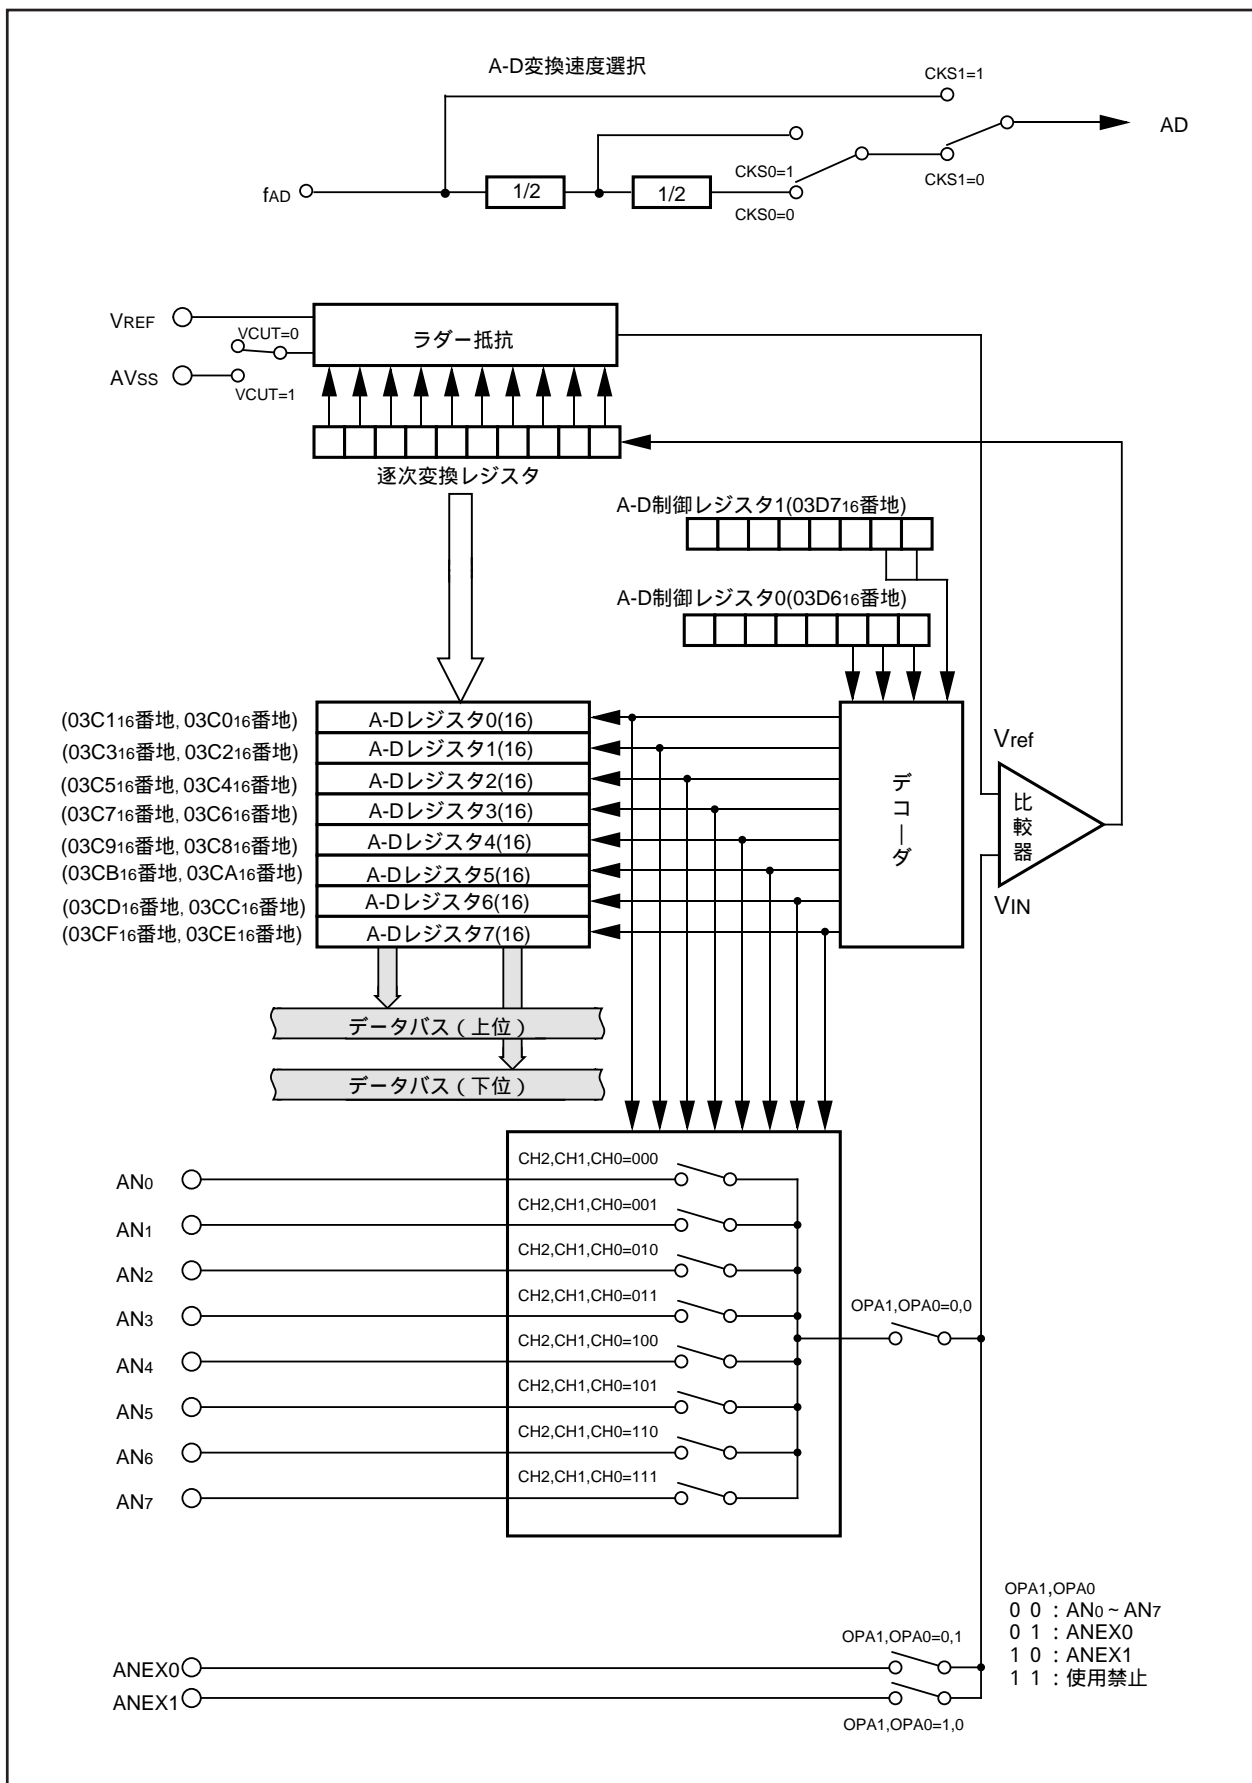 A-D変換速度選択
CKS1=1
AD
fAD
1/2
1/2
CKS0=1
CKS0=0
CKS1=0
VREF
VCUT=0
ラダー抵抗
AVSS
VCUT=1
逐次変換レジスタ
A-D制御レジスタ1(03D716番地)
A-D制御レジスタ0(03D616番地)
(03C116番地, 03C016番地) A-Dレジスタ0(16)
(03C316番地, 03C216番地) A-Dレジスタ1(16)
(03C516番地, 03C416番地) A-Dレジスタ2(16)
(03C716番地, 03C616番地) A-Dレジスタ3(16)
(03C916番地, 03C816番地) A-Dレジスタ4(16)
(03CB16番地, 03CA16番地) A-Dレジスタ5(16)
(03CD16番地, 03CC16番地) A-Dレジスタ6(16)
(03CF16番地, 03CE16番地) A-Dレジスタ7(16)
デコーダ
Vref
比較器
VIN
データバス（上位）
データバス（下位）
AN0 CH2,CH1,CH0=000
AN1 CH2,CH1,CH0=001
AN2 CH2,CH1,CH0=010
AN3 CH2,CH1,CH0=011
OPA1,OPA0=0,0
AN4 CH2,CH1,CH0=100
AN5 CH2,CH1,CH0=101
AN6 CH2,CH1,CH0=110
AN7 CH2,CH1,CH0=111
OPA1,OPA0
0 0 : AN0 ~ AN7
0 1 : ANEX0
1 0 : ANEX1
1 1 : 使用禁止
OPA1,OPA0=0,1
ANEX0
ANEX1
OPA1,OPA0=1,0